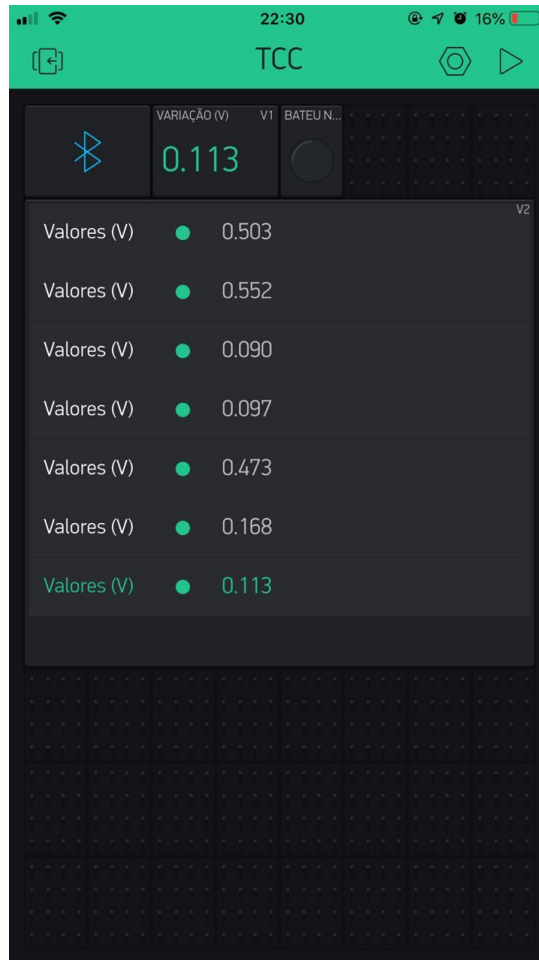 22:30
16%
TCC
VARIAÇÃO (V) V1
BATEU N...
0.113
V2
Valores (V) 0.503
Valores (V) 0.552
Valores (V) 0.090
Valores (V) 0.097
Valores (V) 0.473
Valores (V) 0.168
Valores (V) 0.113